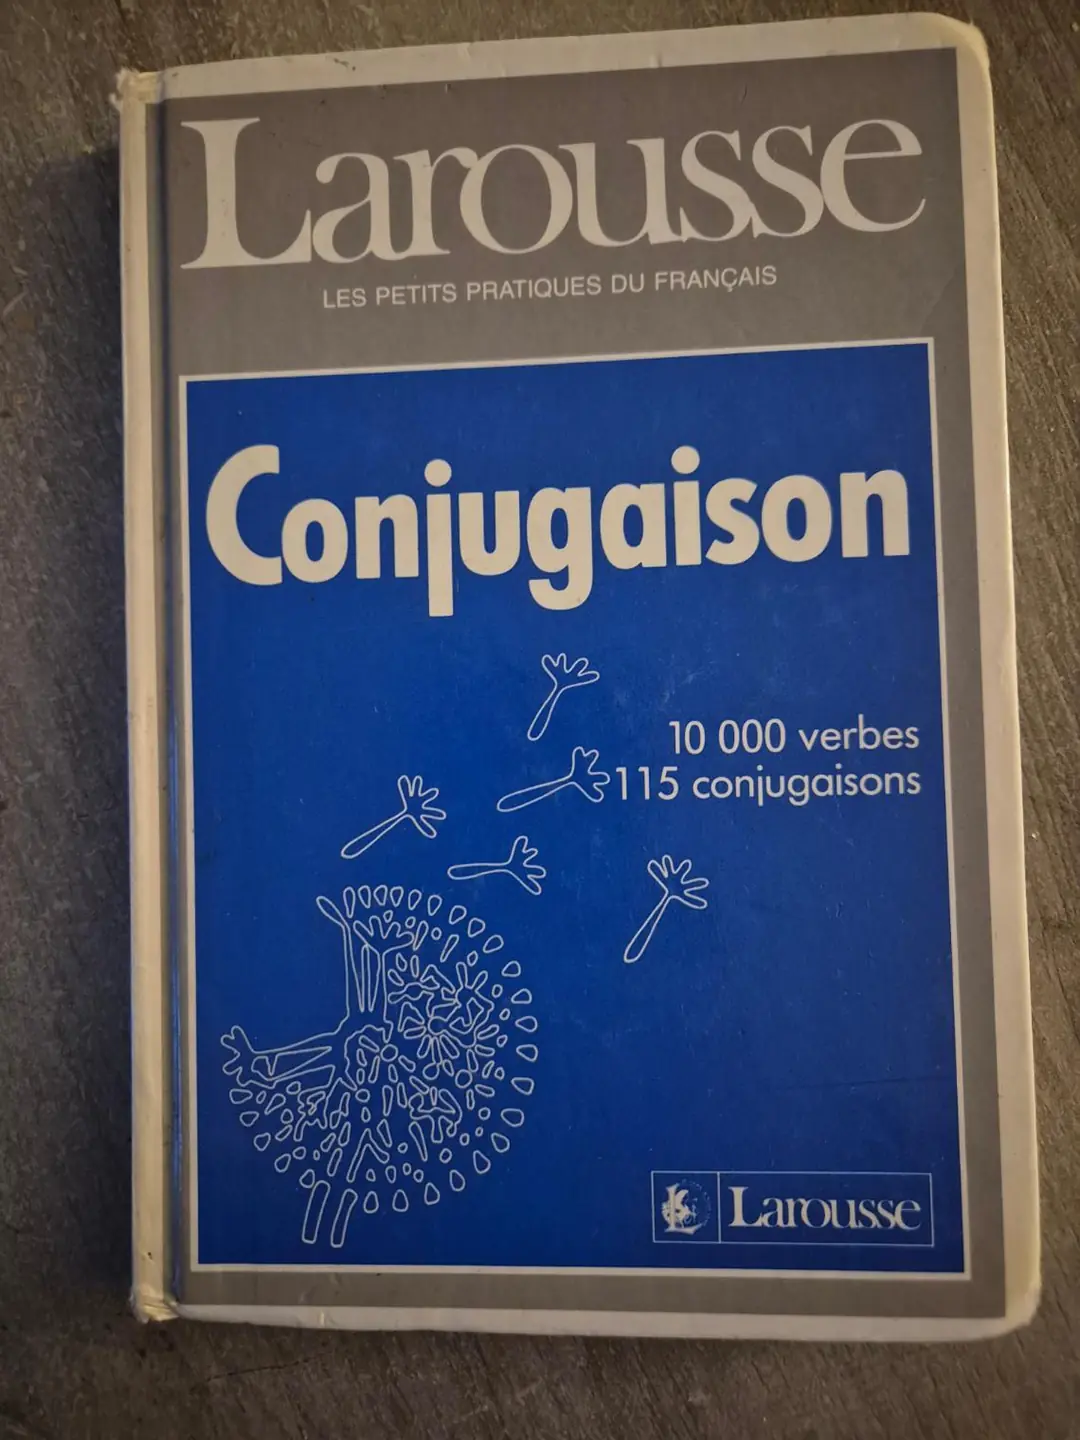 Larousse
LES PETITS PRATIQUES DU FRANÇAIS
Conjugaison
10 000 verbes
115 conjugaisons
Larousse